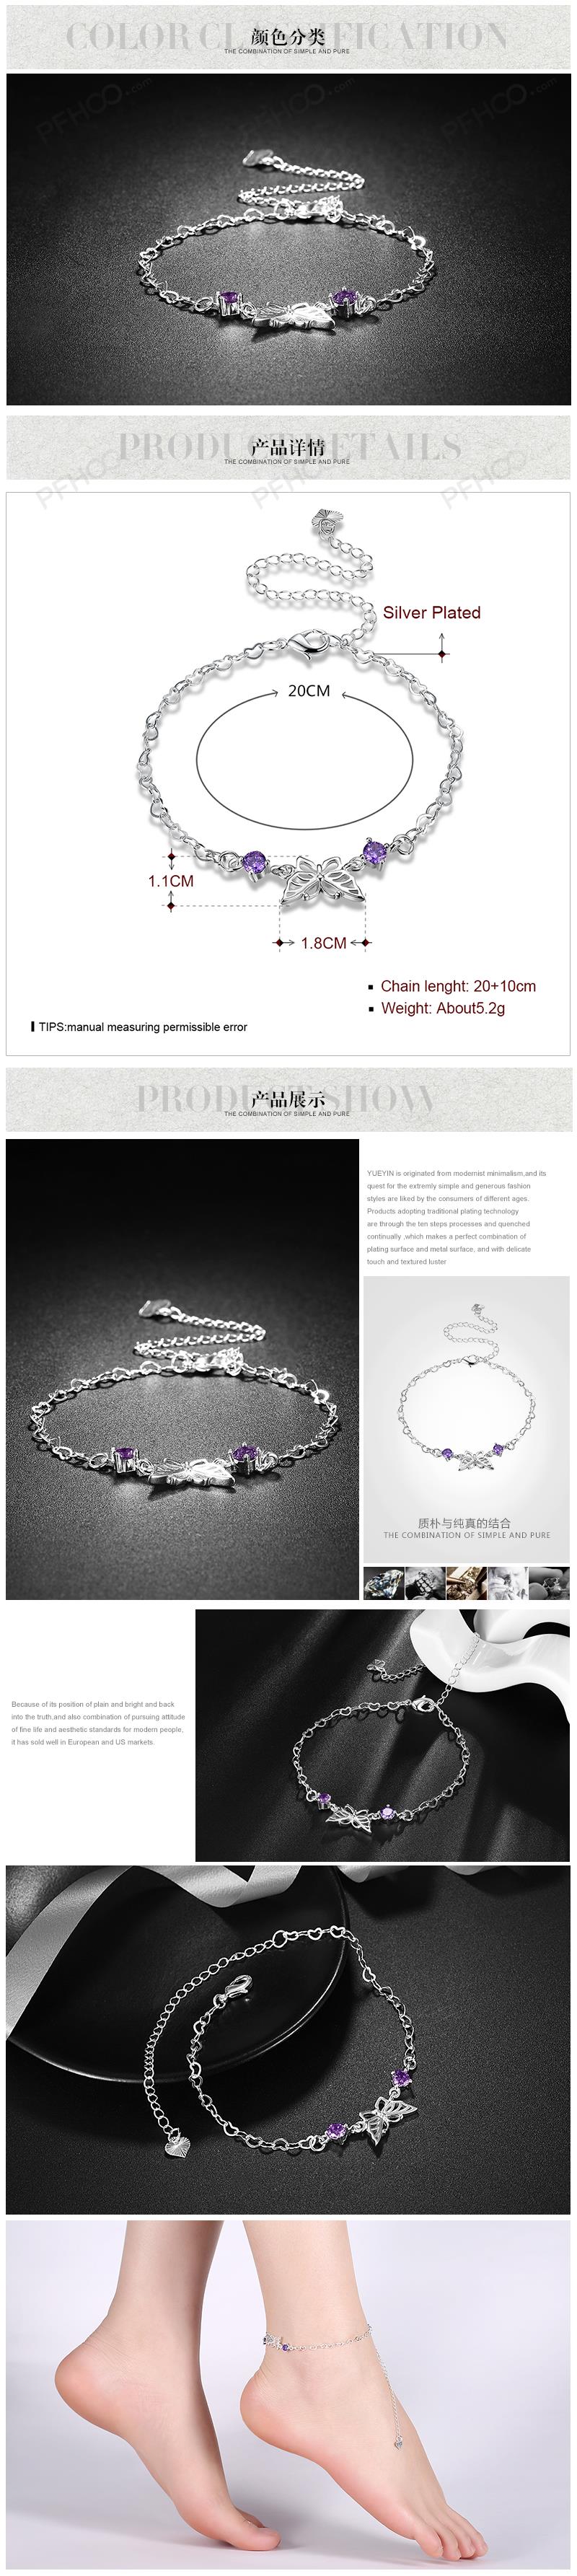 COLOR CLASSIFICATION
颜色分类
THE COMBINATION OF SIMPLE AND PURE
PFHOO.com PFHOO.com PFHOO.com
PRODUCT DETAILS
产品详情
THE COMBINATION OF SIMPLE AND PURE
PFHOO PFHOO PFHOO
Silver Plated
20CM
1.1CM
1.8CM
Chain lenght: 20+10cm
Weight: About5.2g
TIPS:manual measuring permissible error
PRODUCT SHOW
产品展示
THE COMBINATION OF SIMPLE AND PURE
YUEYIN is originated from modernist minimalism,and its
quest for the extremly simple and generous fashion
styles are liked by the consumers of different ages.
Products adopting traditional plating technology
are through the ten steps processes and quenched
continually ,which makes a perfect combination of
plating surface and metal surface, and with delicate
touch and textured luster
质朴与纯真的结合
THE COMBINATION OF SIMPLE AND PURE
Because of its position of plain and bright and back
into the truth,and also combination of pursuing attitude
of fine life and aesthetic standards for modern people,
it has sold well in European and US markets.